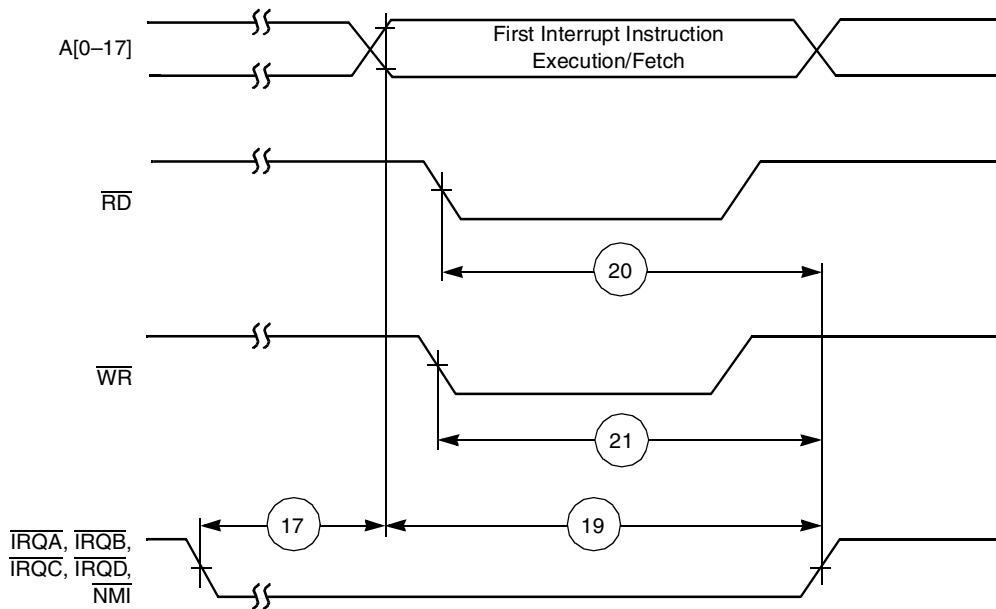 A[0–17]
First Interrupt Instruction
Execution/Fetch
RD
20
WR
21
17
19
IRQA, IRQB,
IRQC, IRQD,
NMI